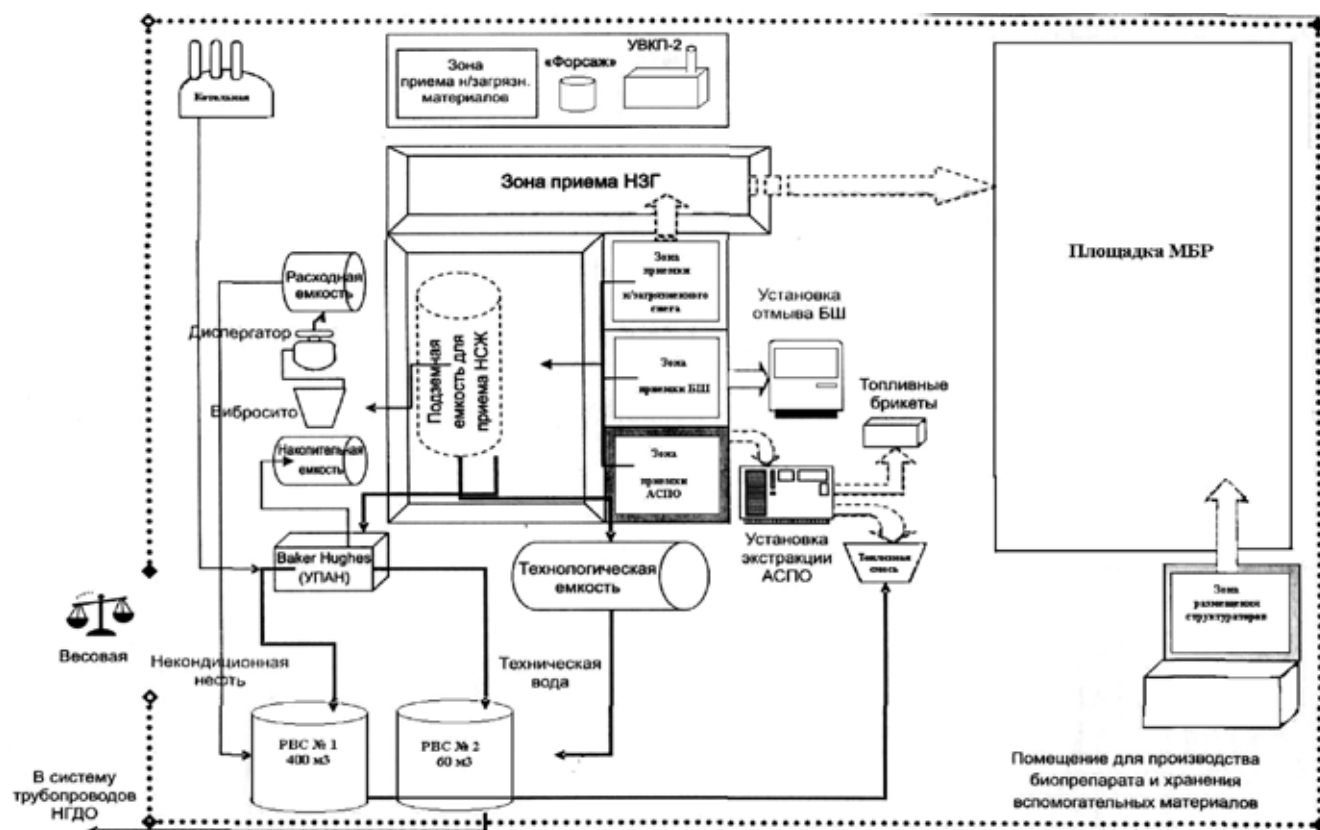 Котельная
Зона
приема н/загрязн.
материалов
«Форсаж»
УВКП-2
Зона приема НЗГ
Площадка МБР
Расходная
емкость
Диспергатор
Вибросито
Накопительная
емкость
Подземная
емкость для
приема НСЖ
Зона
приемки
н/загрязненного
снега
Зона
приемки БШ
Зона
приемки
АСПО
Установка
отмыва БШ
Топливные
брикеты
Установка
экстракции
АСПО
Топливная
смесь
Baker Hughes
(УПАН)
Технологическая
емкость
Зона
размещения
структураторов
Весовая
Некондиционная
нефть
Техническая
вода
РВС № 1
400 м3
РВС № 2
60 м3
В систему
трубопроводов
НГДО
Помещение для производства
биопрепарата и хранения
вспомогательных материалов